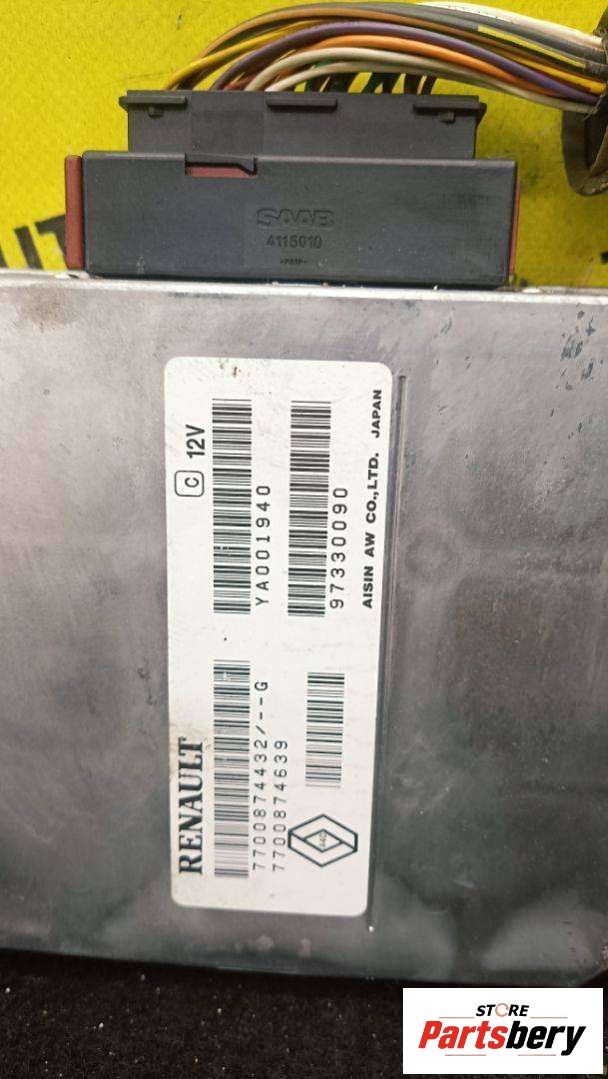 SAAB
4115010
C 12V
YA001940
97330090
AISIN AW CO.,LTD. JAPAN
RENAULT
7700874432/--G
7700874639
STORE
Partsbery